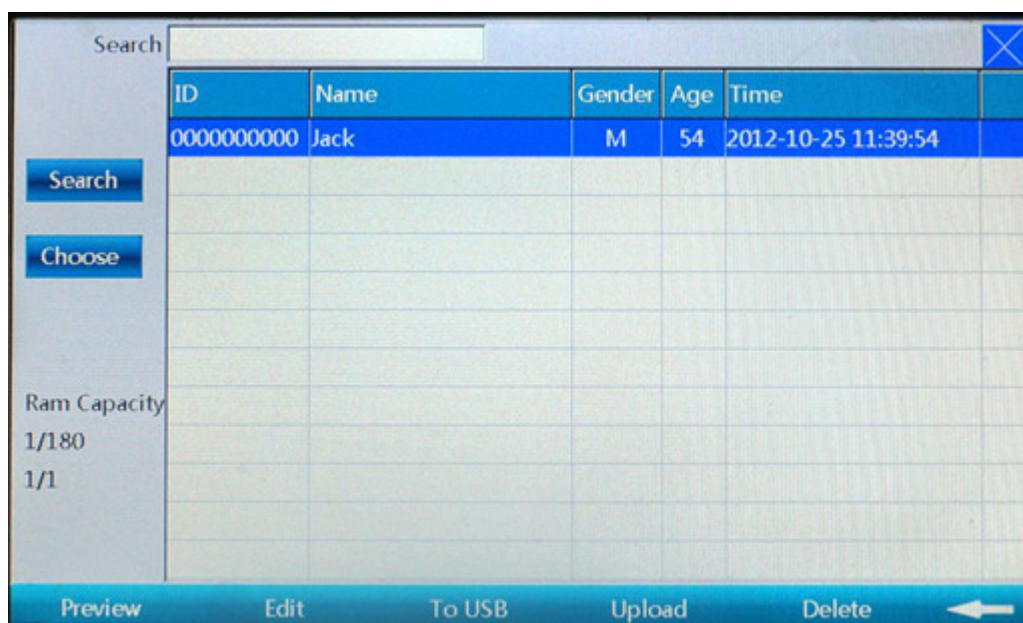 Search
ID Name Gender Age Time
0000000000 Jack M 54 2012-10-25 11:39:54
Search
Choose
Ram Capacity
1/180
1/1
Preview Edit To USB Upload Delete